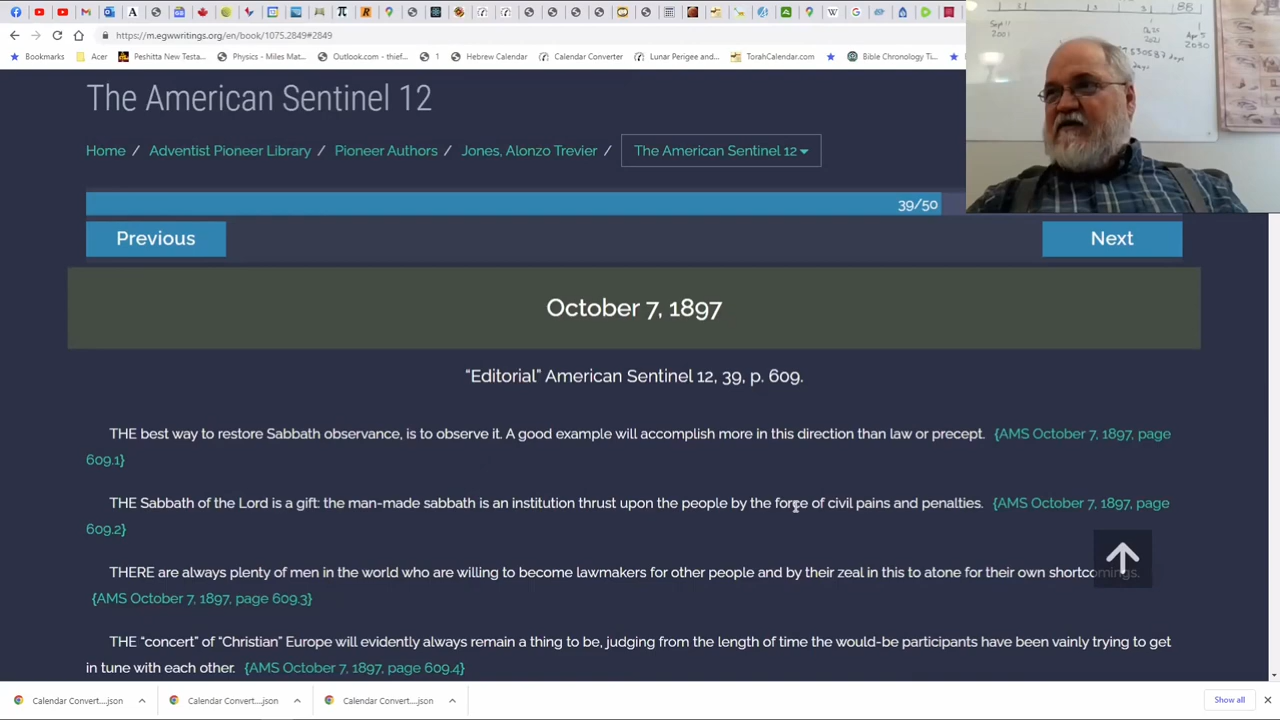 https://m.egwwritings.org/en/book/1075.2849#2849
Bookmarks
Acer
Peshitta New Testa...
Physics - Miles Mat...
Outlook.com - thief...
1
Hebrew Calendar
Calendar Converter
Lunar Perigee and...
TorahCalendar.com
Bible Chronology Ti...
Sept 11
2001
2021
Apr 5
2030
BB
days
The American Sentinel 12
Home / Adventist Pioneer Library / Pioneer Authors / Jones, Alonzo Trevier / The American Sentinel 12
39/50
Previous
Next
October 7, 1897
“Editorial” American Sentinel 12, 39, p. 609.
THE best way to restore Sabbath observance, is to observe it. A good example will accomplish more in this direction than law or precept. {AMS October 7, 1897, page
609.1}
THE Sabbath of the Lord is a gift: the man-made sabbath is an institution thrust upon the people by the force of civil pains and penalties. {AMS October 7, 1897, page
609.2}
THERE are always plenty of men in the world who are willing to become lawmakers for other people and by their zeal in this to atone for their own shortcomings.
{AMS October 7, 1897, page 609.3}
THE “concert” of “Christian” Europe will evidently always remain a thing to be, judging from the length of time the would-be participants have been vainly trying to get
in tune with each other. {AMS October 7, 1897, page 609.4}
Calendar Convert....json
Calendar Convert....json
Calendar Convert....json
Show all